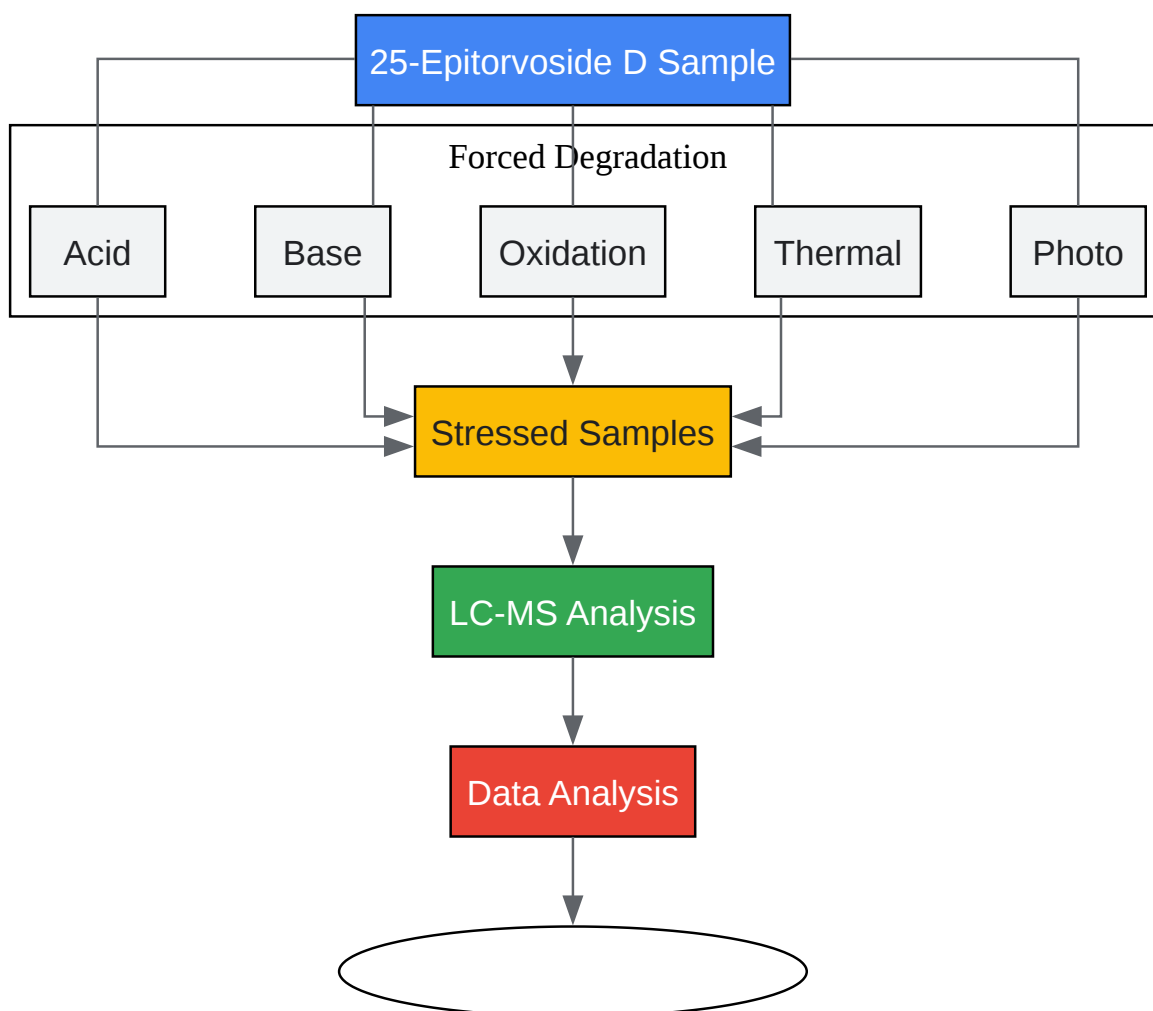 25-Epitorvoside D Sample
Forced Degradation
Acid
Base
Oxidation
Thermal
Photo
Stressed Samples
LC-MS Analysis
Data Analysis